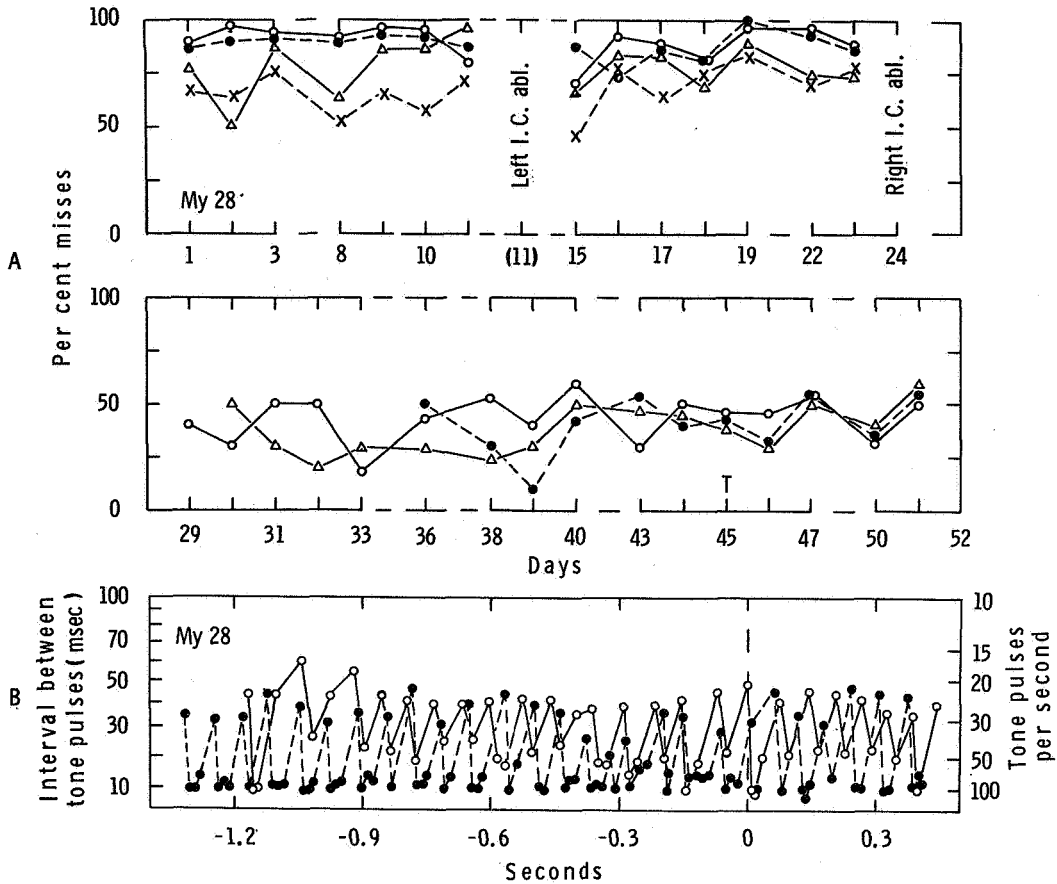 A
Per cent misses
100
50
0
My 28
Left I. C. abl.
Right I. C. abl.
1 3 8 10 (11) 15 17 19 22 24
100
50
0
T
29 31 33 36 38 40 43 45 47 50 52
Days
B
Interval between
tone pulses (msec)
100
70
50
30
10
My 28
10
15
20
30
50
100
Tone pulses
per second
-1.2 -0.9 -0.6 -0.3 0 0.3
Seconds